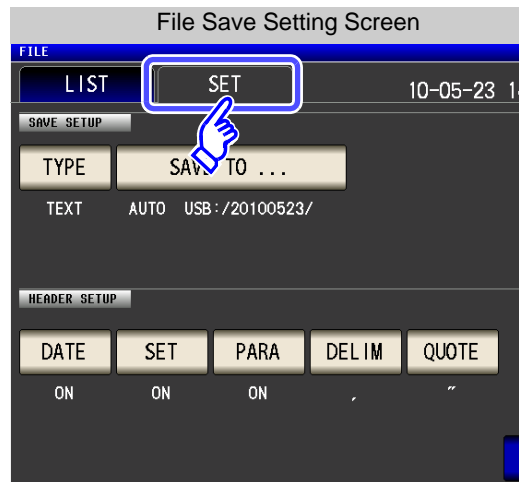 File Save Setting Screen
FILE
LIST SET 10-05-23
SAVE SETUP
TYPE SAVE TO ...
TEXT AUTO USB:/20100523/
HEADER SETUP
DATE SET PARA DELIM QUOTE
ON ON ON , "